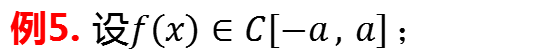 例5. 设f(x) ∈ C[−a , a]；